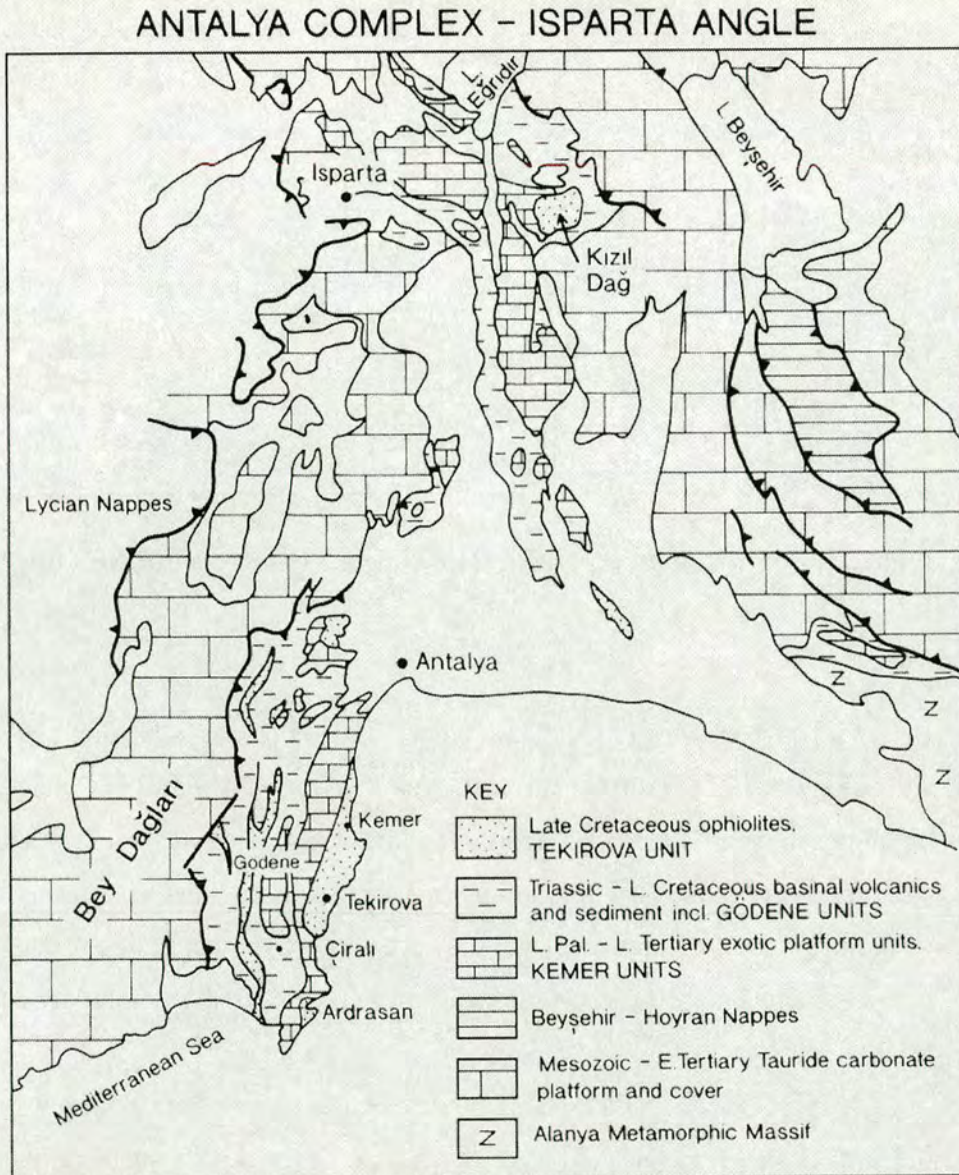 ANTALYA COMPLEX - ISPARTA ANGLE
L. Eğrıdır
L. Beyşehir
Isparta
Kızıl
Dağ
Lycian Nappes
Antalya
Bey Dağları
Kemer
Godene
Tekirova
Çiralı
Ardrasan
Mediterranean Sea
KEY
Late Cretaceous ophiolites,
TEKIROVA UNIT
Triassic - L. Cretaceous basinal volcanics
and sediment incl. GÖDENE UNITS
L. Pal. - L. Tertiary exotic platform units,
KEMER UNITS
Beyşehir - Hoyran Nappes
Mesozoic - E.Tertiary Tauride carbonate
platform and cover
Z Alanya Metamorphic Massif
Z
Z
Z